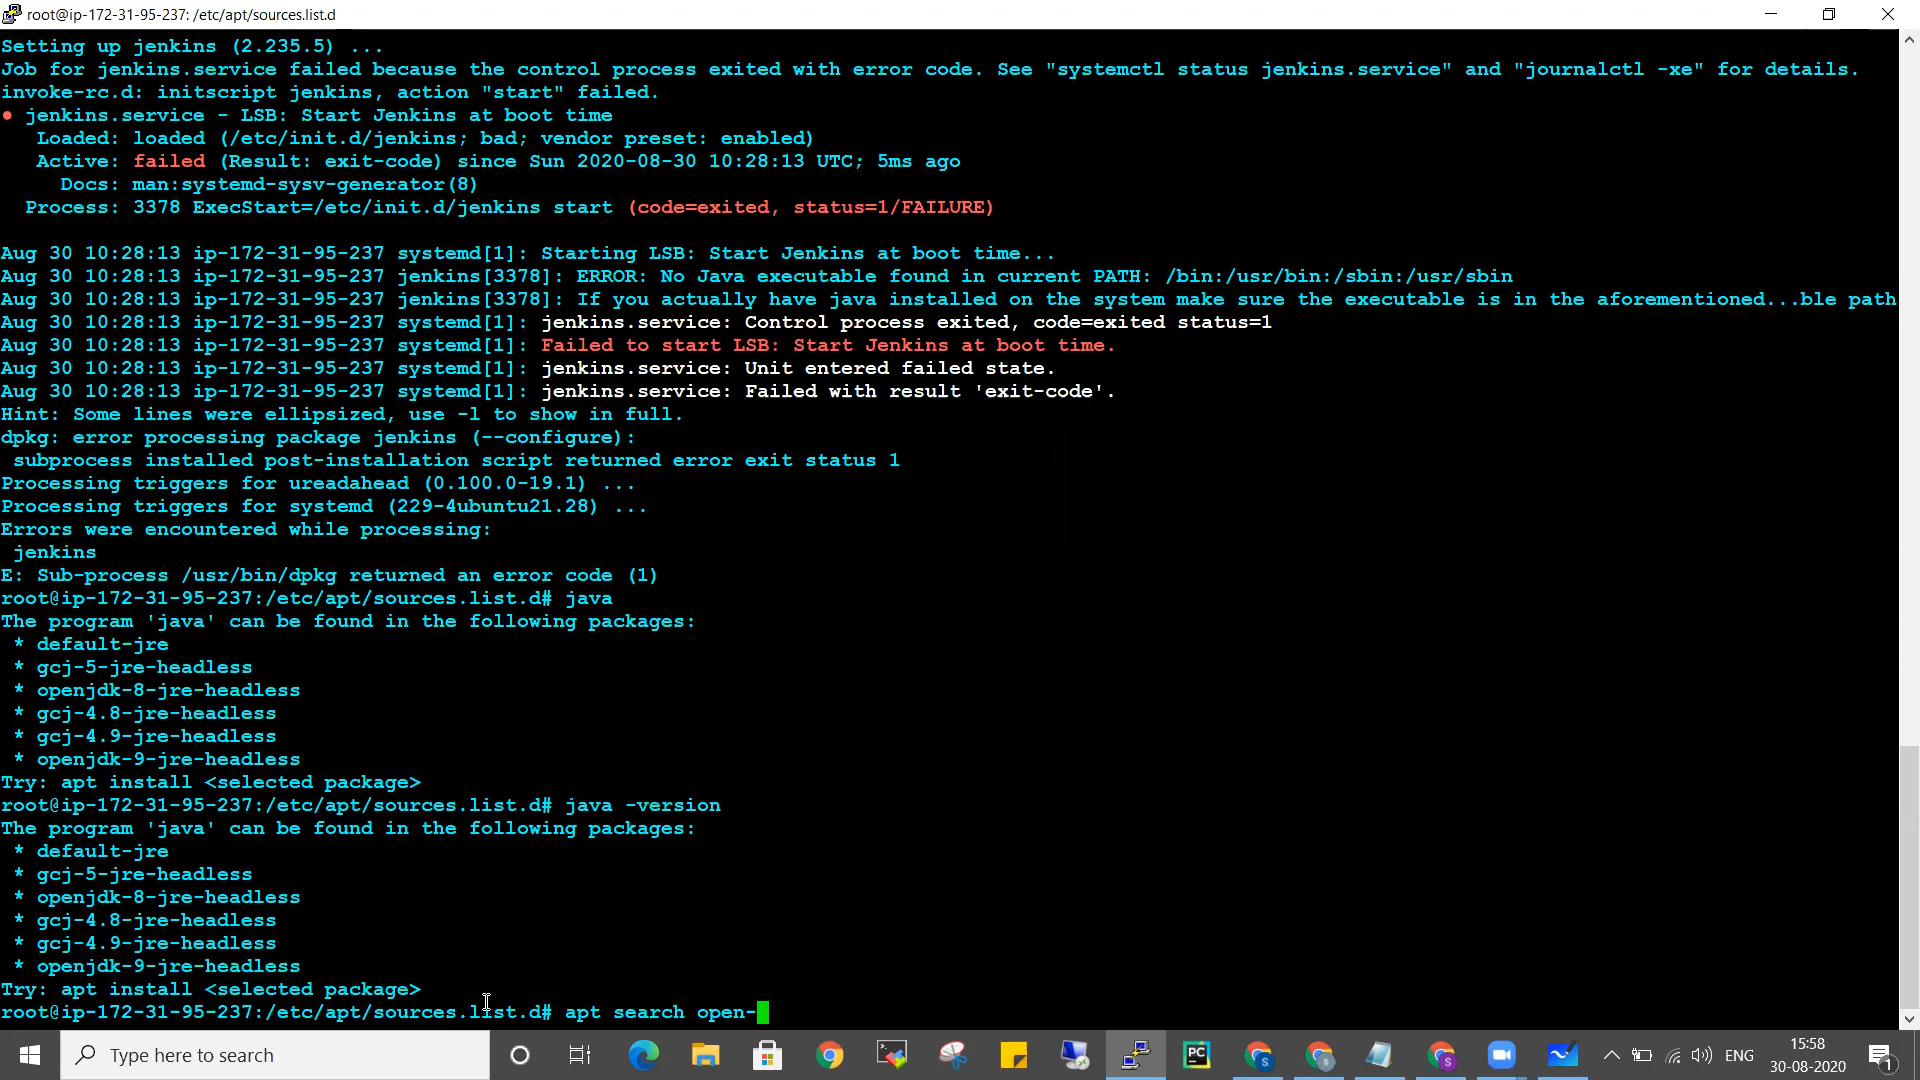 root@ip-172-31-95-237: /etc/apt/sources.list.d
Setting up jenkins (2.235.5) ...
Job for jenkins.service failed because the control process exited with error code. See "systemctl status jenkins.service" and "journalctl -xe" for details.
invoke-rc.d: initscript jenkins, action "start" failed.
● jenkins.service - LSB: Start Jenkins at boot time
Loaded: loaded (/etc/init.d/jenkins; bad; vendor preset: enabled)
Active: failed (Result: exit-code) since Sun 2020-08-30 10:28:13 UTC; 5ms ago
Docs: man:systemd-sysv-generator(8)
Process: 3378 ExecStart=/etc/init.d/jenkins start (code=exited, status=1/FAILURE)
Aug 30 10:28:13 ip-172-31-95-237 systemd[1]: Starting LSB: Start Jenkins at boot time...
Aug 30 10:28:13 ip-172-31-95-237 jenkins[3378]: ERROR: No Java executable found in current PATH: /bin:/usr/bin:/sbin:/usr/sbin
Aug 30 10:28:13 ip-172-31-95-237 jenkins[3378]: If you actually have java installed on the system make sure the executable is in the aforementioned...ble path
Aug 30 10:28:13 ip-172-31-95-237 systemd[1]: jenkins.service: Control process exited, code=exited status=1
Aug 30 10:28:13 ip-172-31-95-237 systemd[1]: Failed to start LSB: Start Jenkins at boot time.
Aug 30 10:28:13 ip-172-31-95-237 systemd[1]: jenkins.service: Unit entered failed state.
Aug 30 10:28:13 ip-172-31-95-237 systemd[1]: jenkins.service: Failed with result 'exit-code'.
Hint: Some lines were ellipsized, use -l to show in full.
dpkg: error processing package jenkins (--configure):
subprocess installed post-installation script returned error exit status 1
Processing triggers for ureadahead (0.100.0-19.1) ...
Processing triggers for systemd (229-4ubuntu21.28) ...
Errors were encountered while processing:
jenkins
E: Sub-process /usr/bin/dpkg returned an error code (1)
root@ip-172-31-95-237:/etc/apt/sources.list.d# java
The program 'java' can be found in the following packages:
* default-jre
* gcj-5-jre-headless
* openjdk-8-jre-headless
* gcj-4.8-jre-headless
* gcj-4.9-jre-headless
* openjdk-9-jre-headless
Try: apt install <selected package>
root@ip-172-31-95-237:/etc/apt/sources.list.d# java -version
The program 'java' can be found in the following packages:
* default-jre
* gcj-5-jre-headless
* openjdk-8-jre-headless
* gcj-4.8-jre-headless
* gcj-4.9-jre-headless
* openjdk-9-jre-headless
Try: apt install <selected package>
root@ip-172-31-95-237:/etc/apt/sources.list.d# apt search open-
Type here to search
PC
S
S
S
ENG
15:58
30-08-2020
1